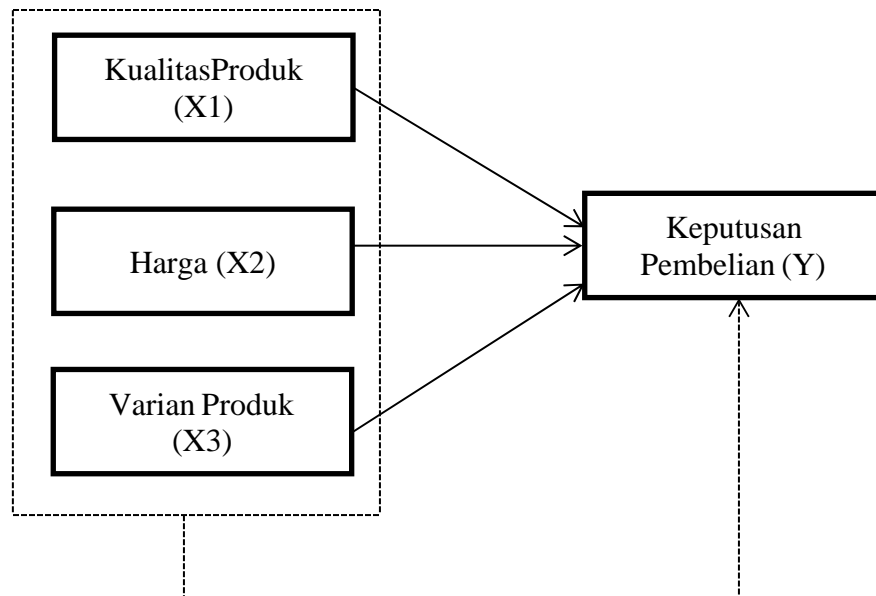 KualitasProduk
(X1)
Harga (X2)
Keputusan
Pembelian (Y)
Varian Produk
(X3)